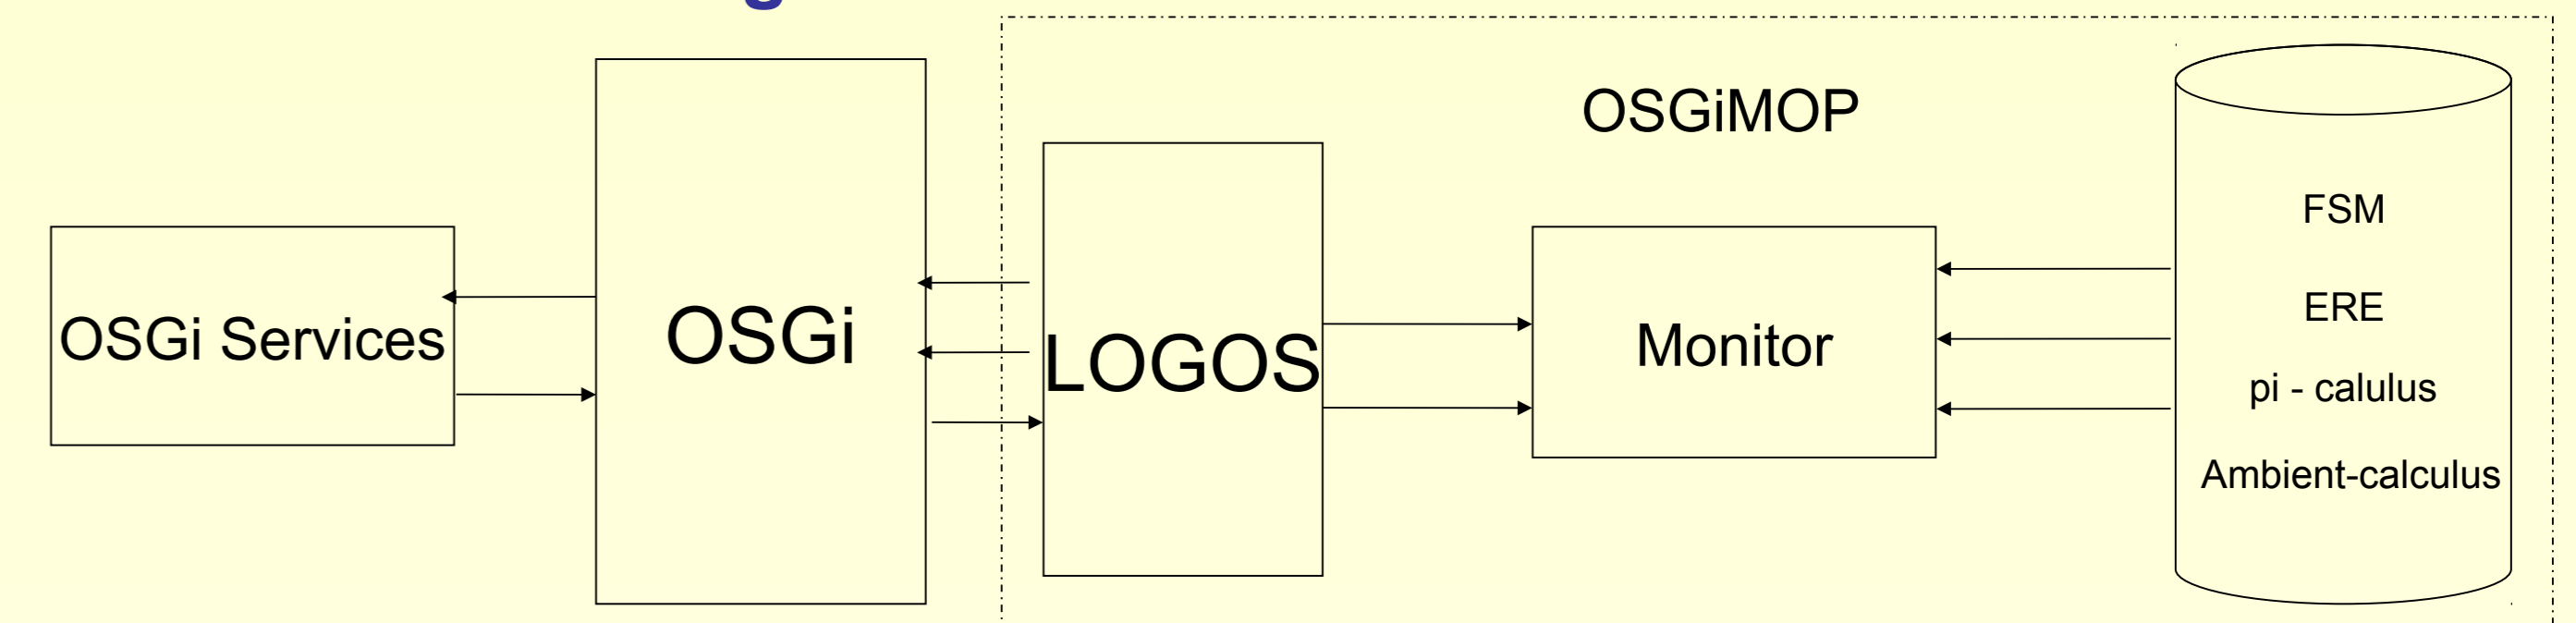 OSGiMOP
OSGi Services
OSGi
LOGOS
Monitor
FSM
ERE
pi - calulus
Ambient-calculus